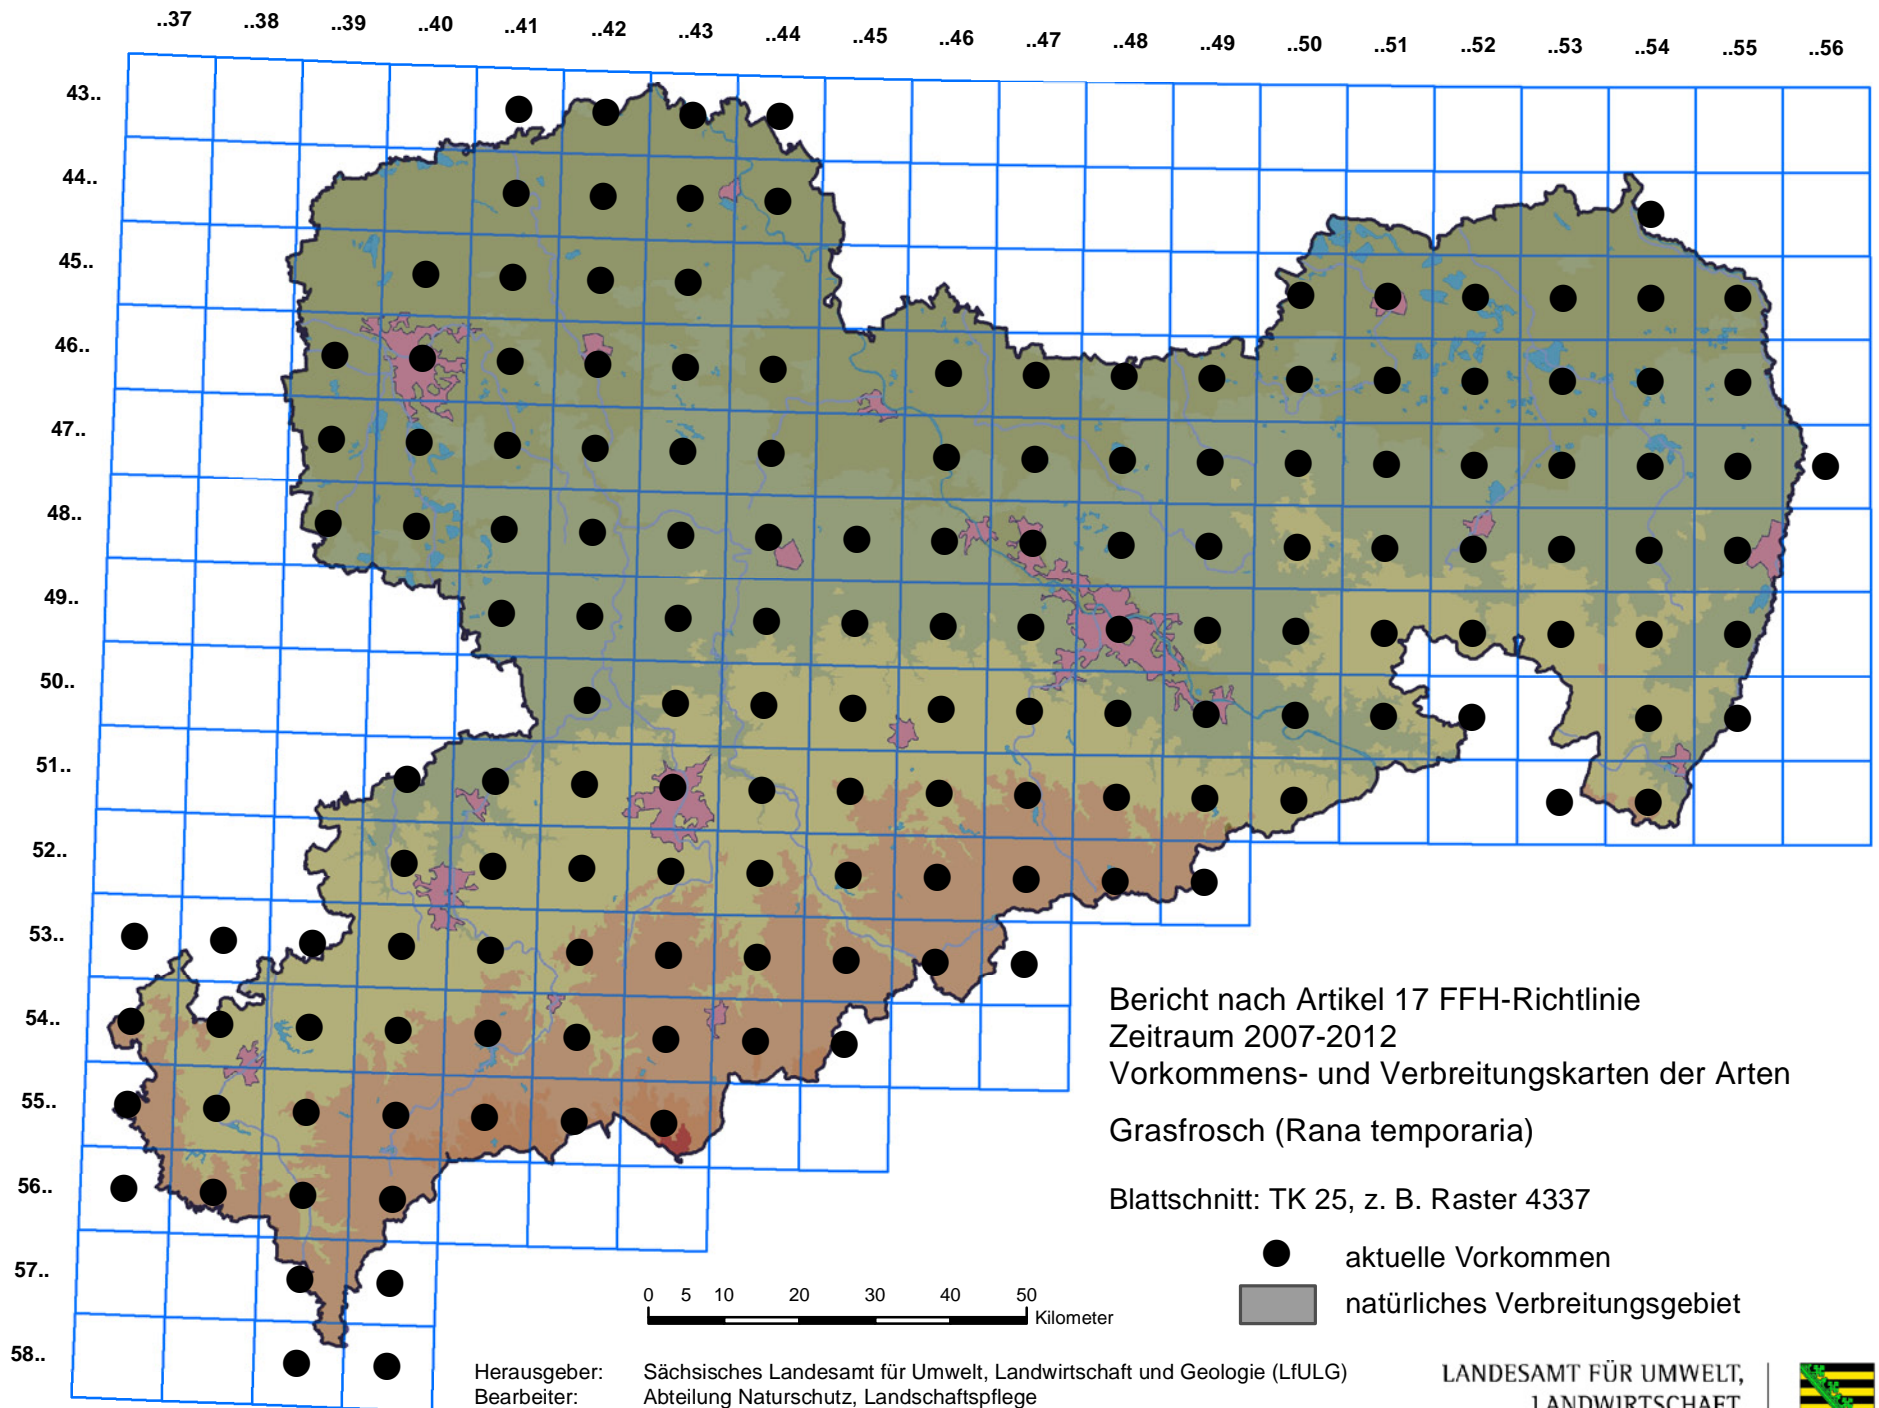 ..37 ..38 ..39 ..40 ..41 ..42 ..43 ..44 ..45 ..46 ..47 ..48 ..49 ..50 ..51 ..52 ..53 ..54 ..55 ..56
43..
44..
45..
46..
47..
48..
49..
50..
51..
52..
53..
54..
55..
56..
57..
58..
Bericht nach Artikel 17 FFH-Richtlinie
Zeitraum 2007-2012
Vorkommens- und Verbreitungskarten der Arten
Grasfrosch (Rana temporaria)
Blattschnitt: TK 25, z. B. Raster 4337
aktuelle Vorkommen
natürliches Verbreitungsgebiet
0 5 10 20 30 40 50
Kilometer
Herausgeber: Sächsisches Landesamt für Umwelt, Landwirtschaft und Geologie (LfULG)
Bearbeiter: Abteilung Naturschutz, Landschaftspflege
LANDESAMT FÜR UMWELT,
LANDWIRTSCHAFT